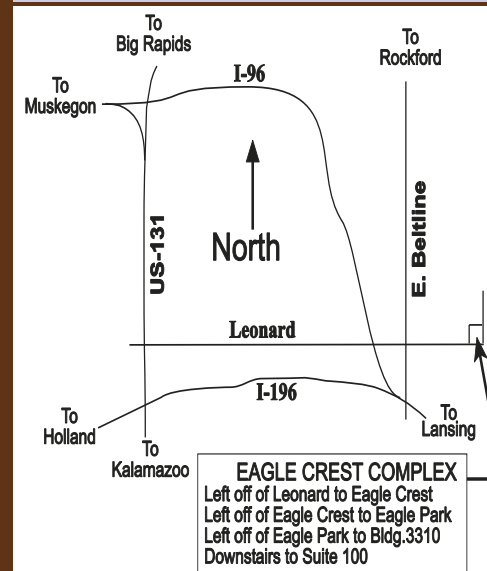 To
Big Rapids
To
Rockford
I-96
To
Muskegon
US-131
North
E. Beltline
Leonard
I-196
To
Holland
To
Kalamazoo
To
Lansing
EAGLE CREST COMPLEX
Left off of Leonard to Eagle Crest
Left off of Eagle Crest to Eagle Park
Left off of Eagle Park to Bldg.3310
Downstairs to Suite 100